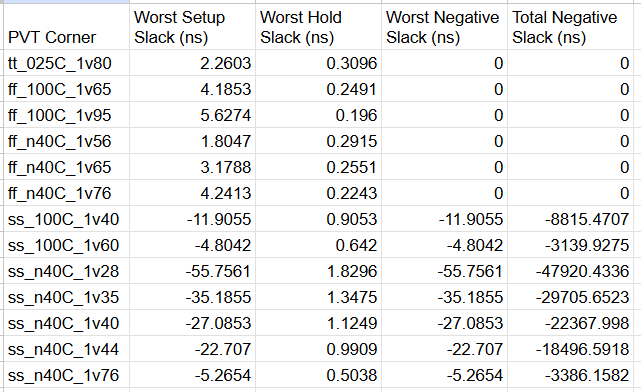 PVT Corner Worst Setup Slack (ns) Worst Hold Slack (ns) Worst Negative Slack (ns) Total Negative Slack (ns)
tt_025C_1v80 2.2603 0.3096 0 0
ff_100C_1v65 4.1853 0.2491 0 0
ff_100C_1v95 5.6274 0.196 0 0
ff_n40C_1v56 1.8047 0.2915 0 0
ff_n40C_1v65 3.1788 0.2551 0 0
ff_n40C_1v76 4.2413 0.2243 0 0
ss_100C_1v40 -11.9055 0.9053 -11.9055 -8815.4707
ss_100C_1v60 -4.8042 0.642 -4.8042 -3139.9275
ss_n40C_1v28 -55.7561 1.8296 -55.7561 -47920.4336
ss_n40C_1v35 -35.1855 1.3475 -35.1855 -29705.6523
ss_n40C_1v40 -27.0853 1.1249 -27.0853 -22367.998
ss_n40C_1v44 -22.707 0.9909 -22.707 -18496.5918
ss_n40C_1v76 -5.2654 0.5038 -5.2654 -3386.1582